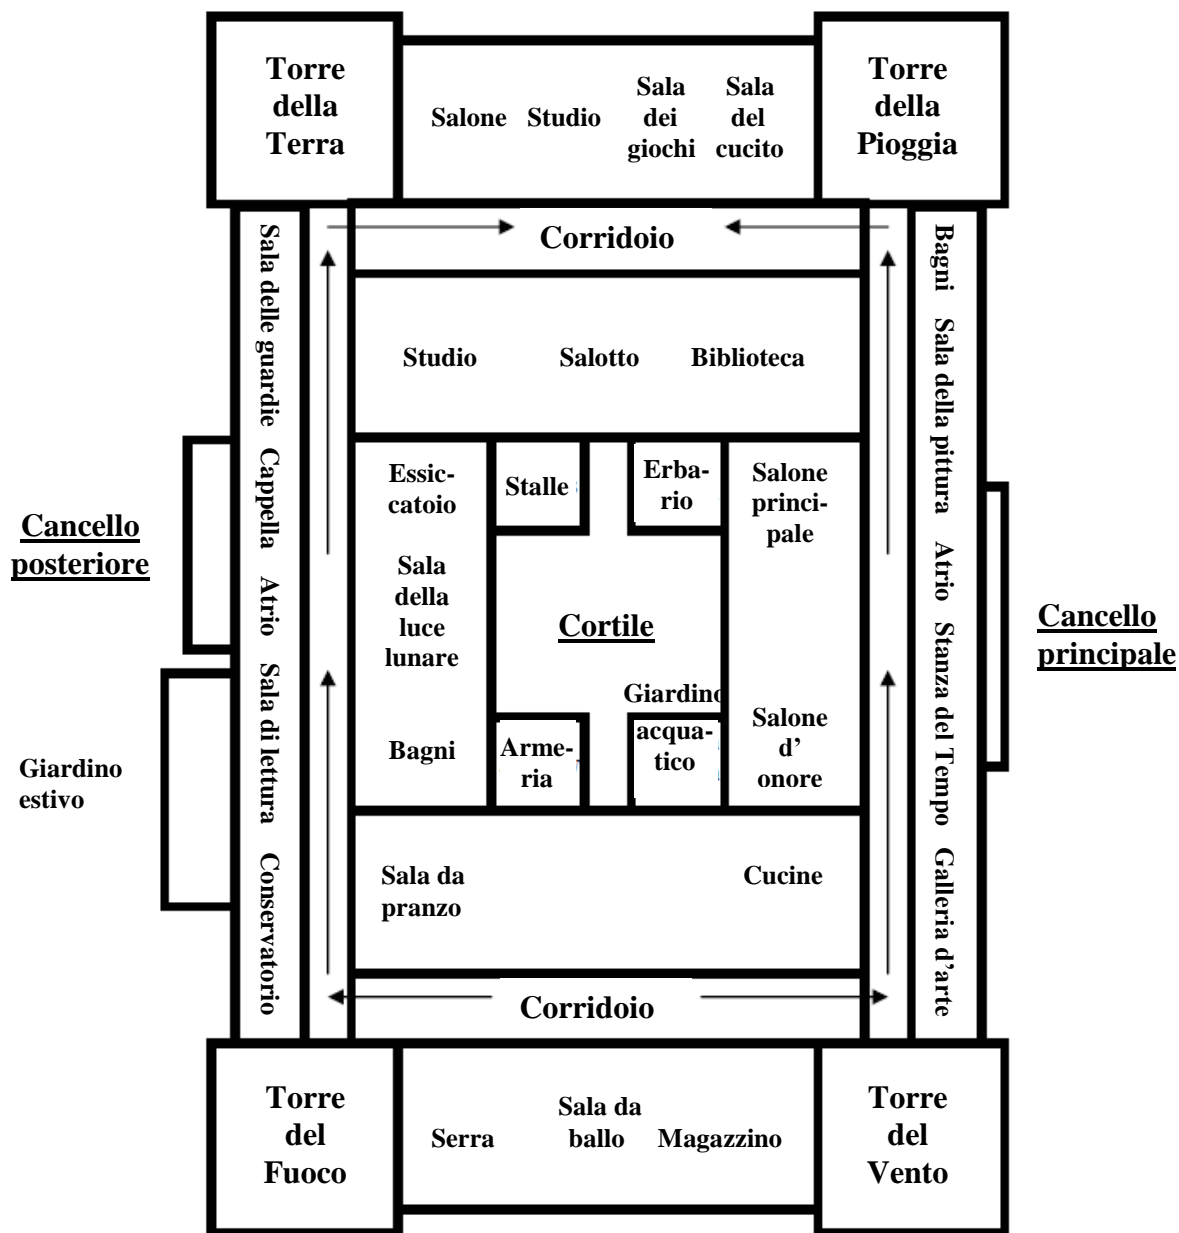 Torre
della
Terra
Salone
Studio
Sala
dei
giochi
Sala
del
cucito
Torre
della
Pioggia
Corridoio
Sala delle guardie
Cappella
Atrio
Sala di lettura
Conservatorio
Bagni
Sala della pittura
Atrio
Stanza del Tempo
Galleria d’arte
Studio
Salotto
Biblioteca
Essic-
catoio
Stalle
Erba-
rio
Salone
princi-
pale
Cancello
posteriore
Sala
della
luce
lunare
Cortile
Cancello
principale
Giardino
acqua-
tico
Bagni
Arme-
ria
Salone
d’
onore
Giardino
estivo
Sala da
pranzo
Cucine
Corridoio
Torre
del
Fuoco
Serra
Sala da
ballo
Magazzino
Torre
del
Vento